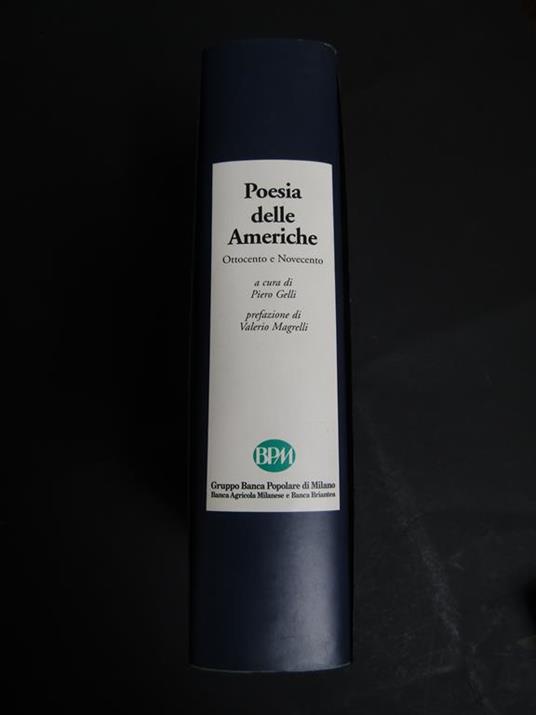 Poesia
delle
Americhe
Ottocento e Novecento
a cura di
Piero Gelli
prefazione di
Valerio Magrelli
BPM
Gruppo Banca Popolare di Milano
Banca Agricola Milanese e Banca Briantea